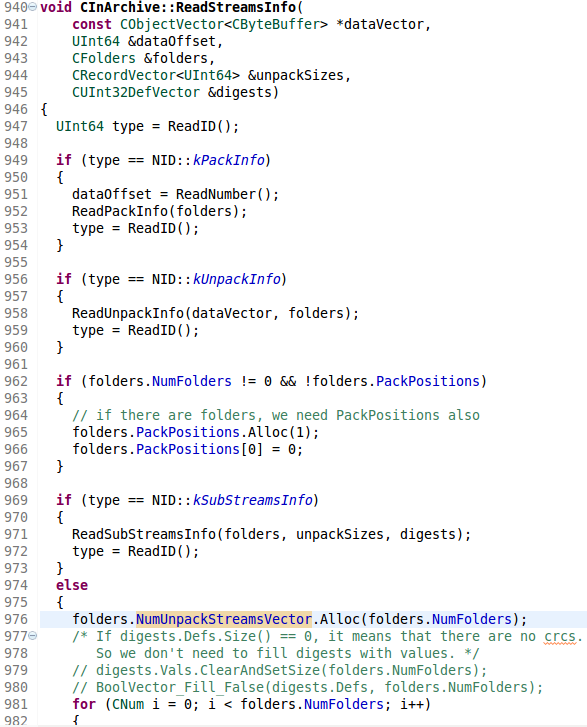 940 void CInArchive::ReadStreamsInfo(
941     const CObjectVector<CByteBuffer> *dataVector,
942     UInt64 &dataOffset,
943     CFolders &folders,
944     CRecordVector<UInt64> &unpackSizes,
945     CUInt32DefVector &digests)
946 {
947   UInt64 type = ReadID();
948
949   if (type == NID::kPackInfo)
950   {
951     dataOffset = ReadNumber();
952     ReadPackInfo(folders);
953     type = ReadID();
954   }
955
956   if (type == NID::kUnpackInfo)
957   {
958     ReadUnpackInfo(dataVector, folders);
959     type = ReadID();
960   }
961
962   if (folders.NumFolders != 0 && !folders.PackPositions)
963   {
964     // if there are folders, we need PackPositions also
965     folders.PackPositions.Alloc(1);
966     folders.PackPositions[0] = 0;
967   }
968
969   if (type == NID::kSubStreamsInfo)
970   {
971     ReadSubStreamsInfo(folders, unpackSizes, digests);
972     type = ReadID();
973   }
974   else
975   {
976     folders.NumUnpackStreamsVector.Alloc(folders.NumFolders);
977     /* If digests.Defs.Size() == 0, it means that there are no crcs.
978        So we don't need to fill digests with values. */
979     // digests.Vals.ClearAndSetSize(folders.NumFolders);
980     // BoolVector_Fill_False(digests.Defs, folders.NumFolders);
981     for (CNum i = 0; i < folders.NumFolders; i++)
982     {